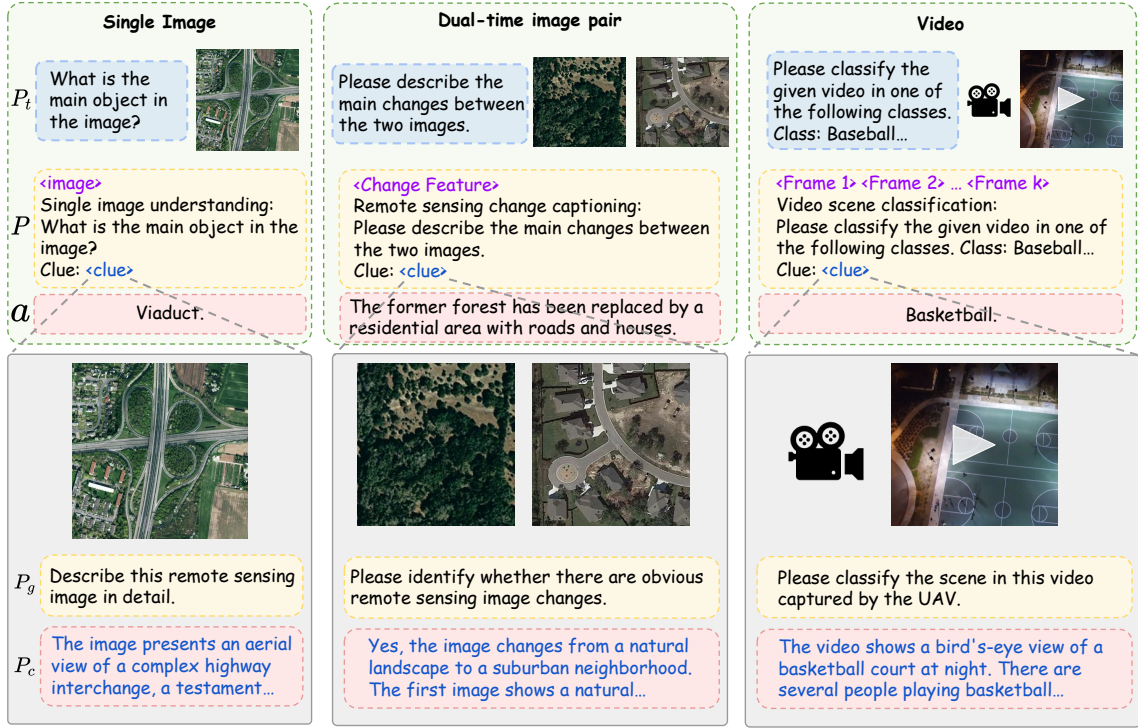 Single Image
Dual-time image pair
Video
P_t
What is the
main object in
the image?
Please describe the
main changes between
the two images.
Please classify the
given video in one of
the following classes.
Class: Baseball...
P
<image>
Single image understanding:
What is the main object in the
image?
Clue: <clue>
<Change Feature>
Remote sensing change captioning:
Please describe the main changes between
the two images.
Clue: <clue>
<Frame 1> <Frame 2> ... <Frame k>
Video scene classification:
Please classify the given video in one of
the following classes. Class: Baseball...
Clue: <clue>
a
Viaduct.
The former forest has been replaced by a
residential area with roads and houses.
Basketball.
P_g
Describe this remote sensing
image in detail.
Please identify whether there are obvious
remote sensing image changes.
Please classify the scene in this video
captured by the UAV.
P_c
The image presents an aerial
view of a complex highway
interchange, a testament...
Yes, the image changes from a natural
landscape to a suburban neighborhood.
The first image shows a natural...
The video shows a bird's-eye view of a
basketball court at night. There are
several people playing basketball...